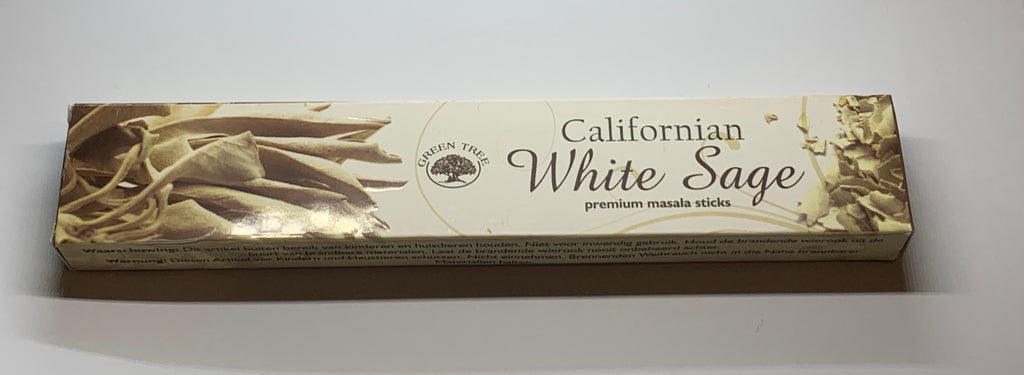 GREEN TREE
Californian
White Sage
premium masala sticks
Waarschuwing: Dit artikel buiten bereik van kinderen en huisdieren houden. Niet voor inwendig gebruik. Houd de brandende wierook uit de
buurt van brandbare materialen. Laat de brandende wierook nooit onbeheerd achter.
Warnung: Diesen Artikel vor Kindern und Haustieren schützen. Nicht einnehmen. Brennenden Weihrauch nicht in die Nähe brennbarer
Materialien halten.